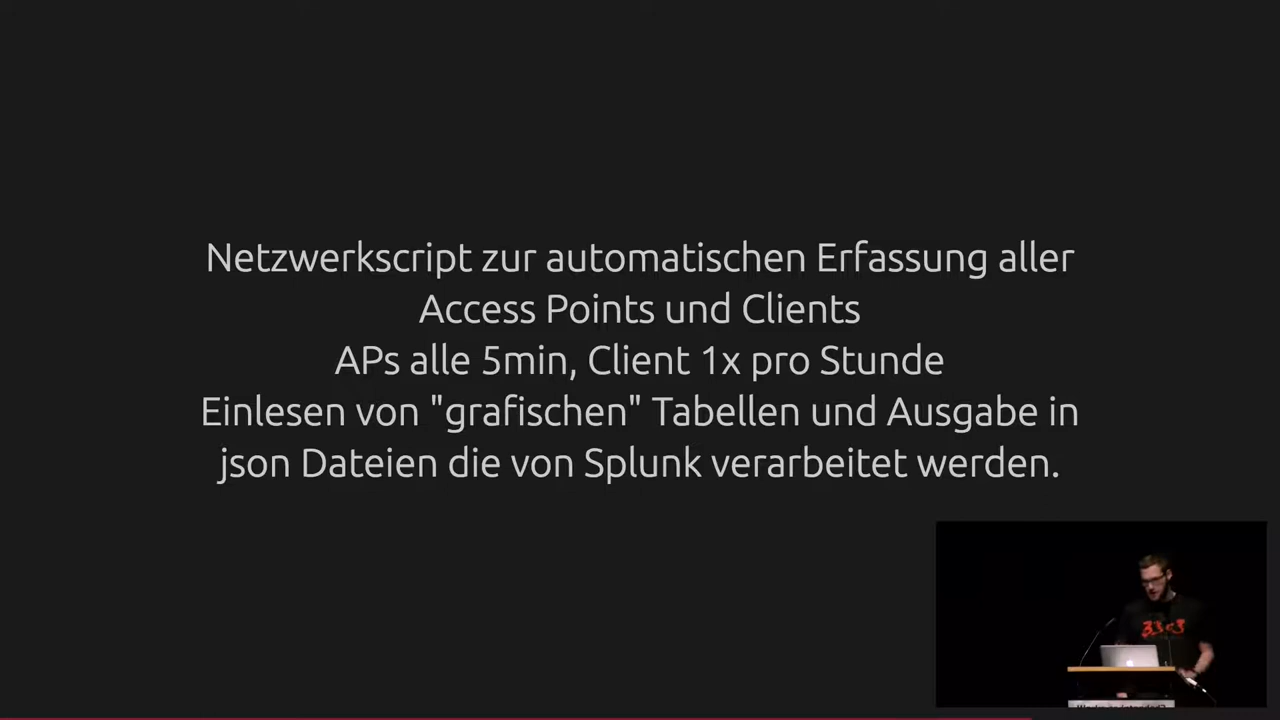 Netzwerkscript zur automatischen Erfassung aller
Access Points und Clients
APs alle 5min, Client 1x pro Stunde
Einlesen von "grafischen" Tabellen und Ausgabe in
json Dateien die von Splunk verarbeitet werden.